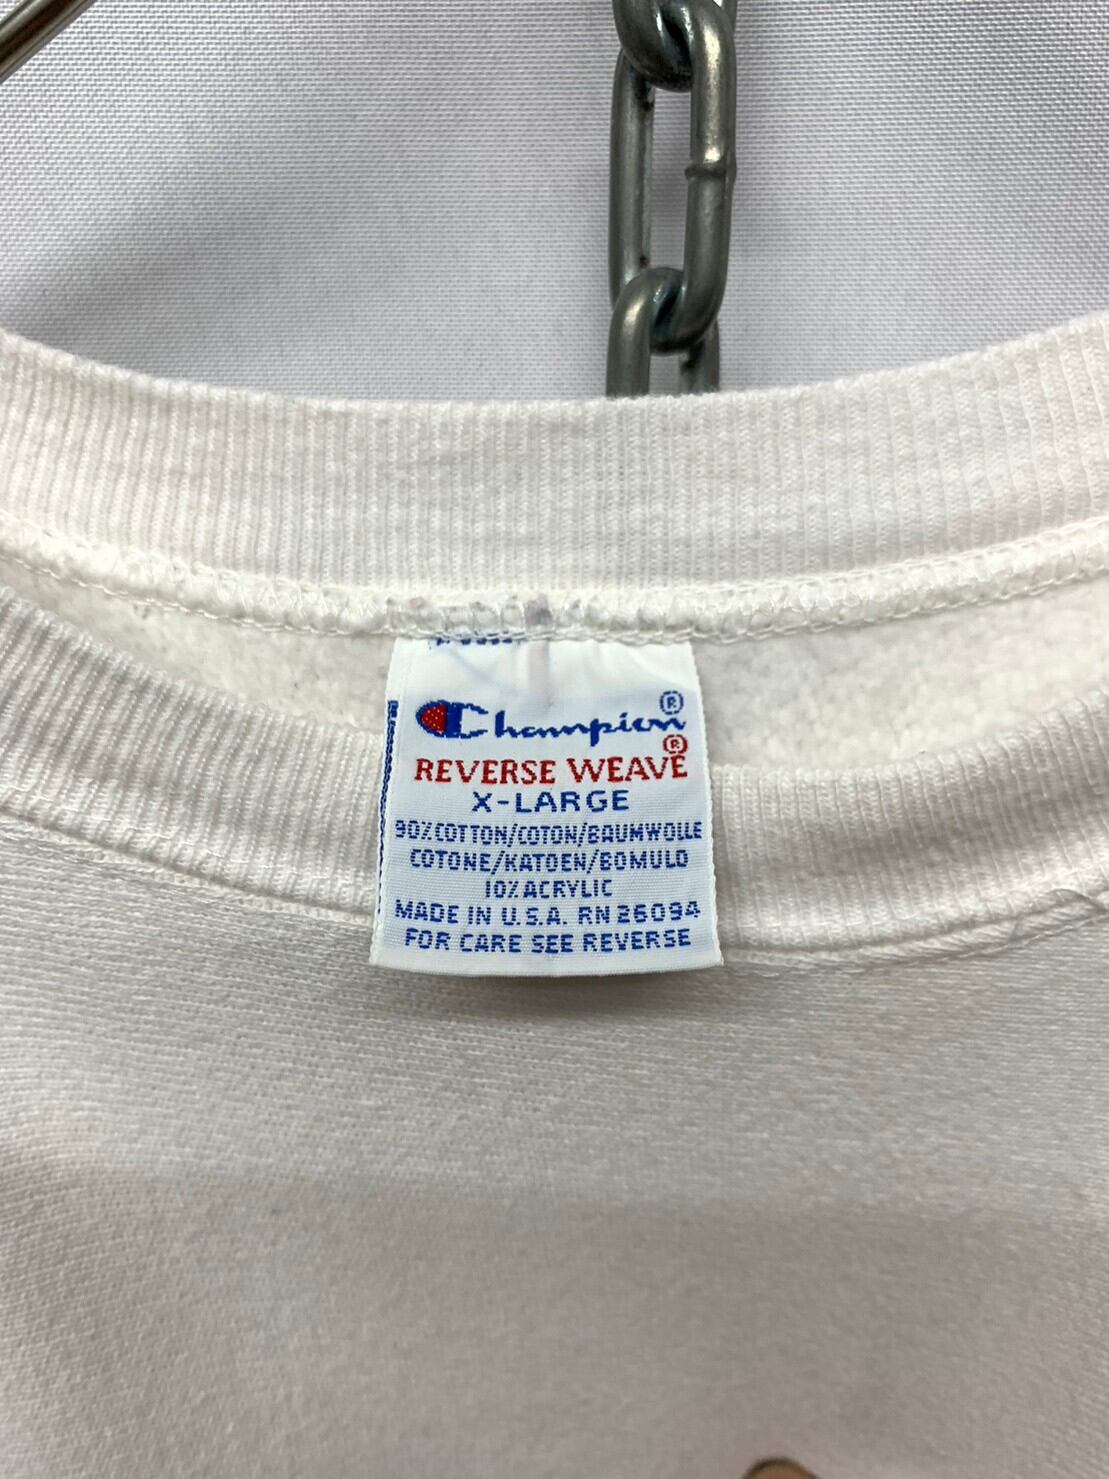 Champion®
REVERSE WEAVE®
X-LARGE
90% COTTON/COTON/BAUMWOLLE
COTONE/KATOEN/BOMULD
10% ACRYLIC
MADE IN U.S.A. RN 26094
FOR CARE SEE REVERSE